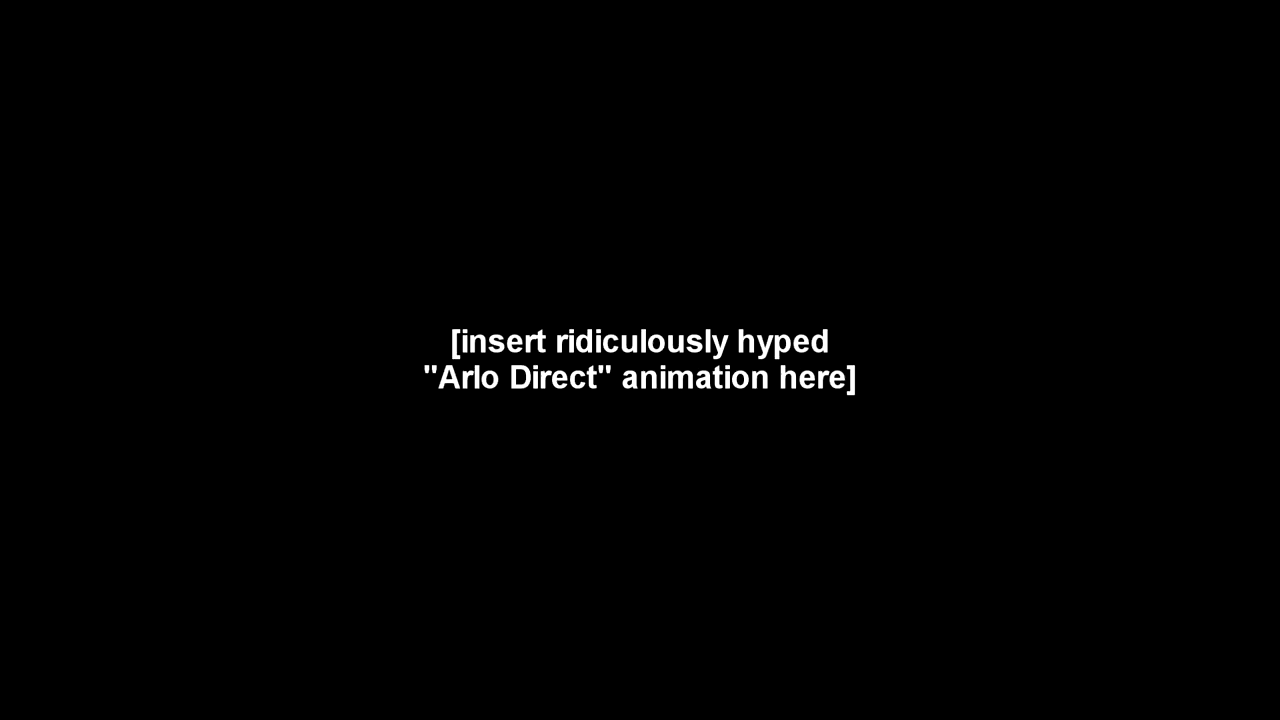 [insert ridiculously hyped
"Arlo Direct" animation here]